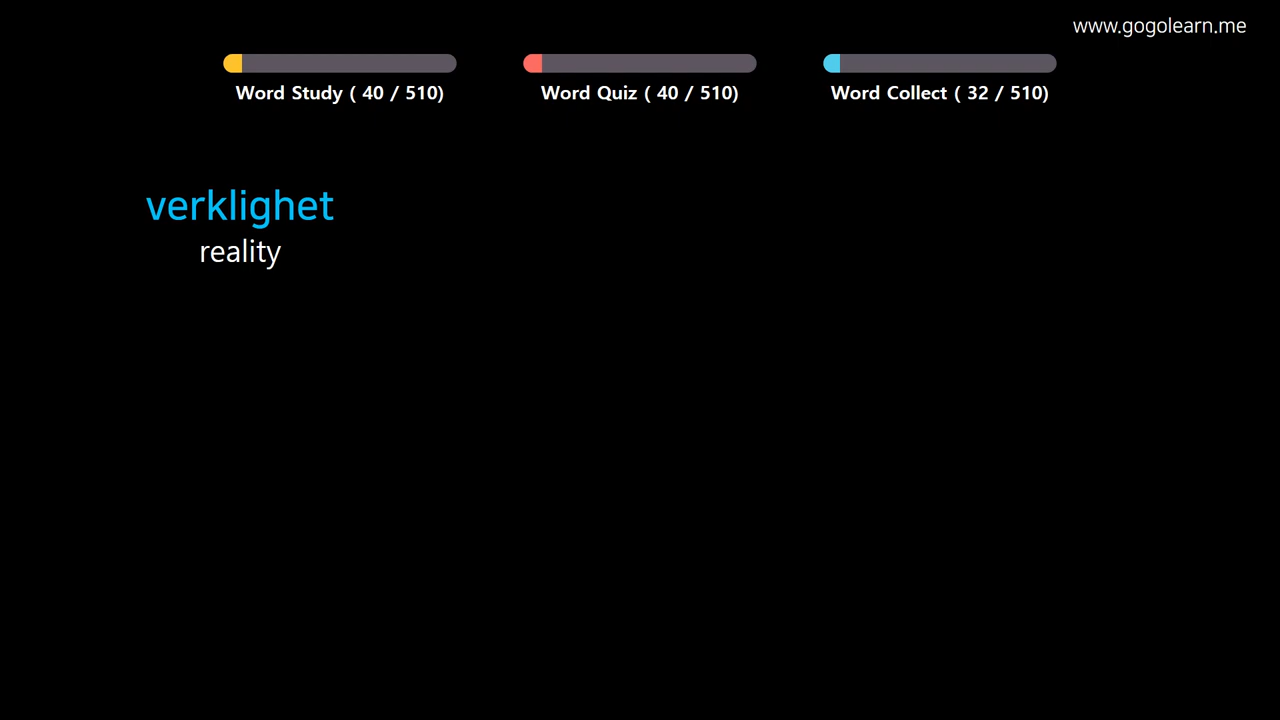 www.gogolearn.me
Word Study ( 40 / 510)
Word Quiz ( 40 / 510)
Word Collect ( 32 / 510)
verklighet
reality